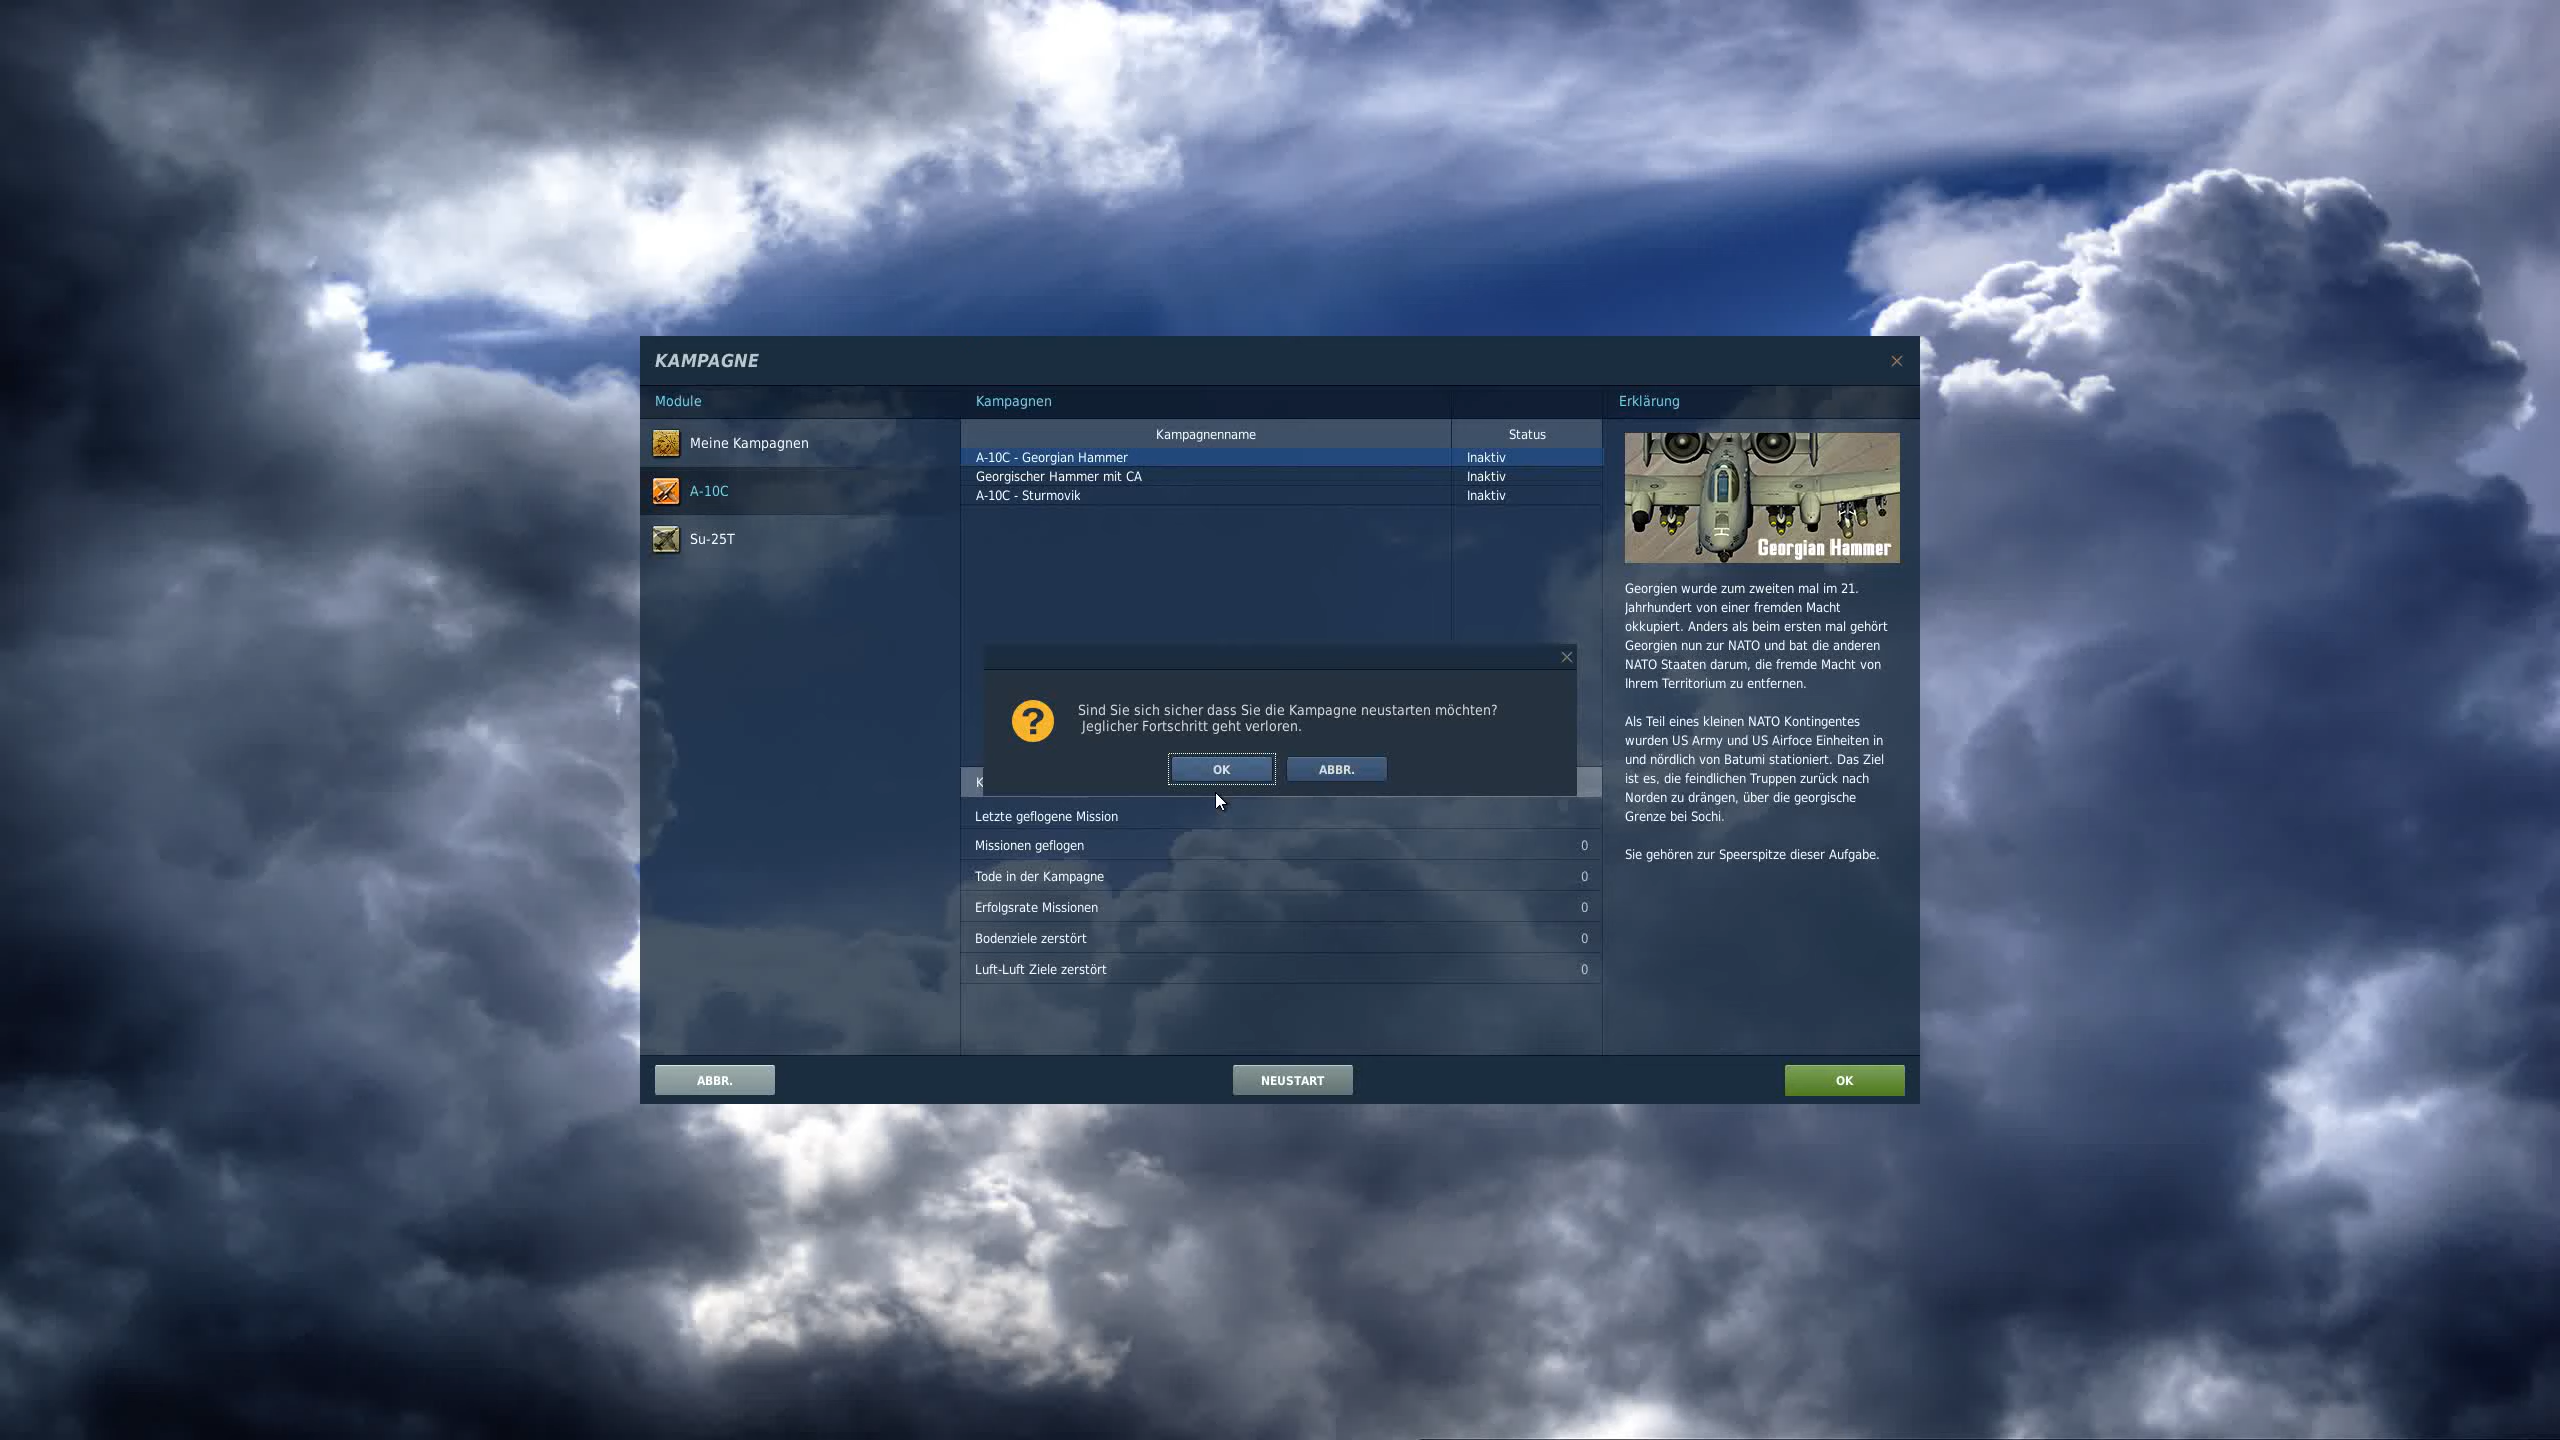 KAMPAGNE
Module
Kampagnen
Erklärung
Meine Kampagnen
A-10C
Su-25T
Kampagnenname
Status
A-10C - Georgian Hammer
Inaktiv
Georgischer Hammer mit CA
Inaktiv
A-10C - Sturmovik
Inaktiv
Sind Sie sich sicher dass Sie die Kampagne neustarten möchten?
Jeglicher Fortschritt geht verloren.
OK
ABBR.
Letzte geflogene Mission
Missionen geflogen
0
Tode in der Kampagne
0
Erfolgsrate Missionen
0
Bodenziele zerstört
0
Luft-Luft Ziele zerstört
0
Georgian Hammer
Georgien wurde zum zweiten mal im 21.
Jahrhundert von einer fremden Macht
okkupiert. Anders als beim ersten mal gehört
Georgien nun zur NATO und bat die anderen
NATO Staaten darum, die fremde Macht von
Ihrem Territorium zu entfernen.
Als Teil eines kleinen NATO Kontingentes
wurden US Army und US Airfoce Einheiten in
und nördlich von Batumi stationiert. Das Ziel
ist es, die feindlichen Truppen zurück nach
Norden zu drängen, über die georgische
Grenze bei Sochi.
Sie gehören zur Speerspitze dieser Aufgabe.
ABBR.
NEUSTART
OK